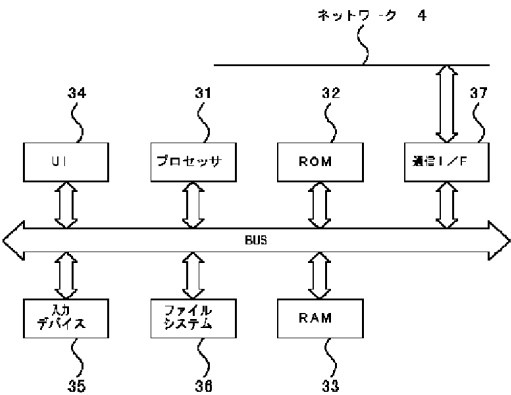 ネットワーク 4
34
31
32
37
UI
プロセッサ
ROM
通信I/F
BUS
入力
デバイス
ファイル
システム
RAM
35
36
33